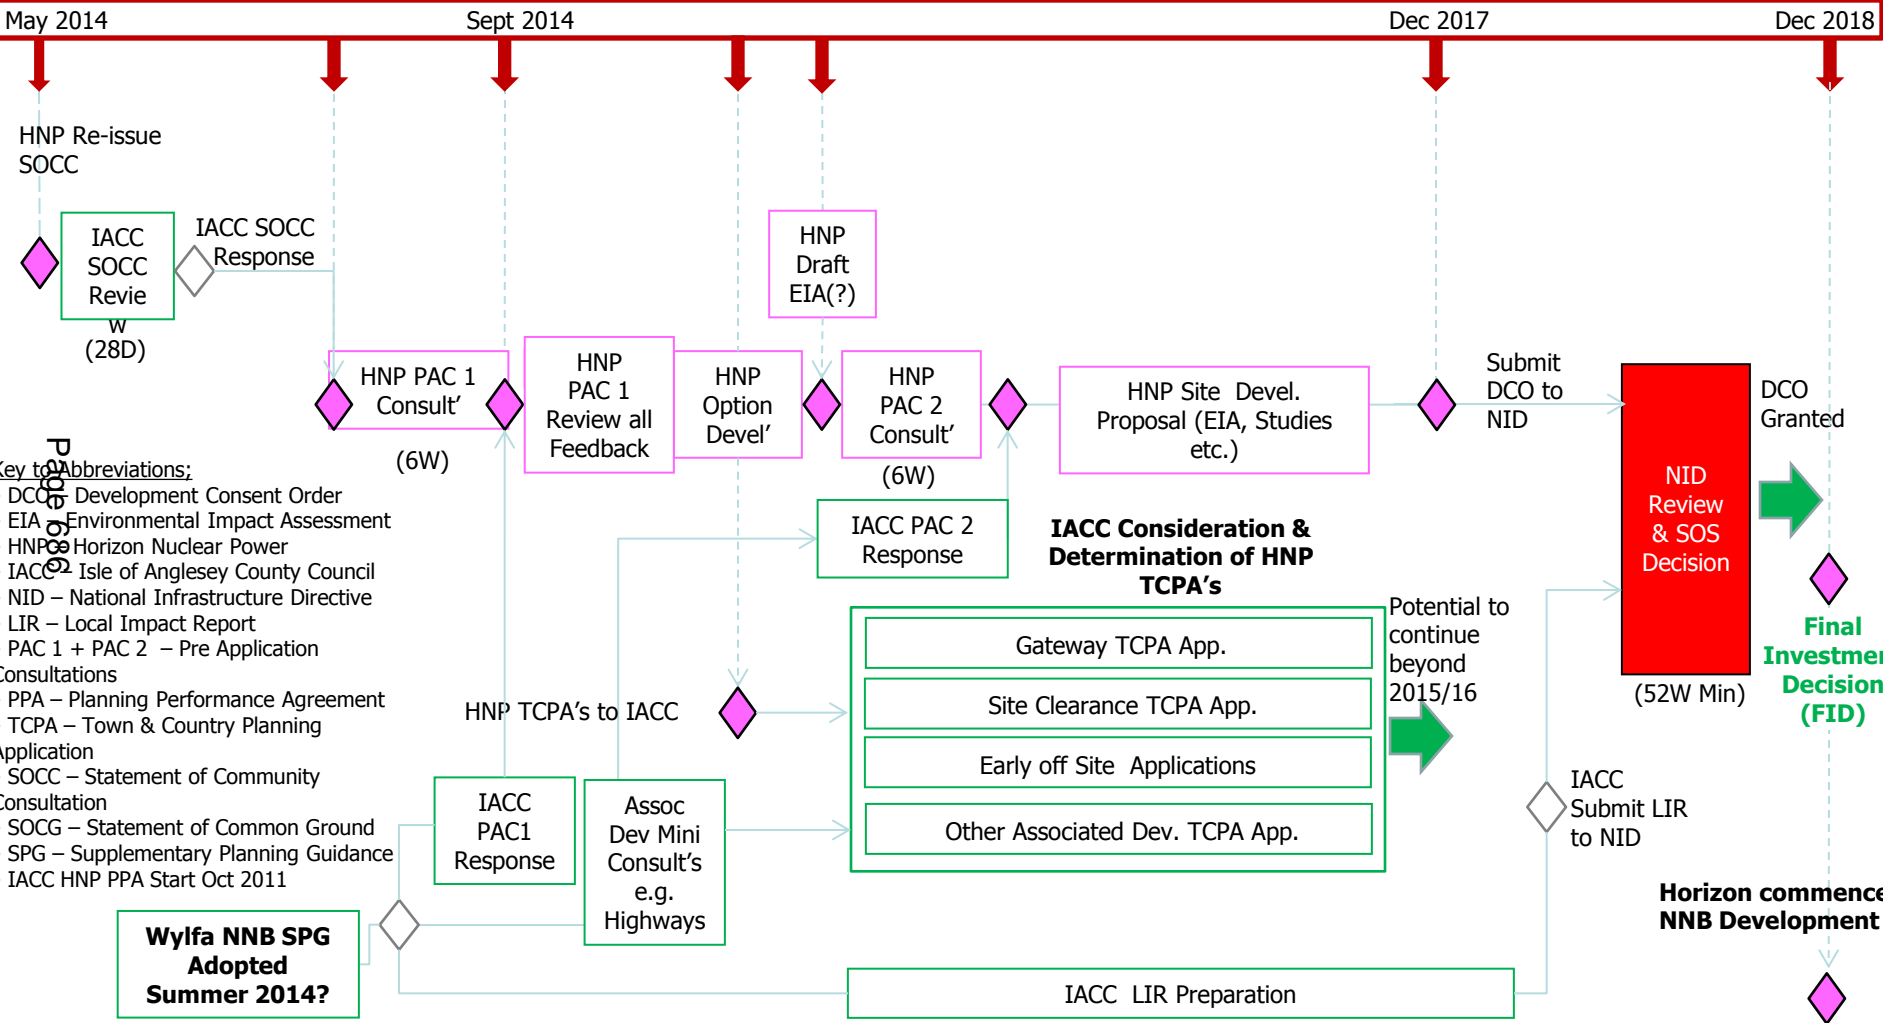 May 2014
Sept 2014
Dec 2017
Dec 2018
HNP Re-issue
SOCC
IACC
SOCC
Revie
w
(28D)
IACC SOCC
Response
HNP
Draft
EIA(?)
HNP PAC 1
Consult'
(6W)
HNP
PAC 1
Review all
Feedback
HNP
Option
Devel'
HNP
PAC 2
Consult'
(6W)
HNP Site Devel.
Proposal (EIA, Studies
etc.)
Submit
DCO to
NID
NID
Review
& SOS
Decision
(52W Min)
DCO
Granted
Final
Investmen
Decision
(FID)
Page 686
Key to Abbreviations;
DCO – Development Consent Order
EIA – Environmental Impact Assessment
HNP – Horizon Nuclear Power
IACC – Isle of Anglesey County Council
NID – National Infrastructure Directive
LIR – Local Impact Report
PAC 1 + PAC 2 – Pre Application
Consultations
PPA – Planning Performance Agreement
TCPA – Town & Country Planning
Application
SOCC – Statement of Community
Consultation
SOCG – Statement of Common Ground
SPG – Supplementary Planning Guidance
IACC HNP PPA Start Oct 2011
IACC PAC 2
Response
IACC Consideration &
Determination of HNP
TCPA's
Gateway TCPA App.
Site Clearance TCPA App.
Early off Site Applications
Other Associated Dev. TCPA App.
Potential to
continue
beyond
2015/16
HNP TCPA's to IACC
IACC
PAC1
Response
Assoc
Dev Mini
Consult's
e.g.
Highways
IACC
Submit LIR
to NID
Horizon commence
NNB Development
Wylfa NNB SPG
Adopted
Summer 2014?
IACC LIR Preparation